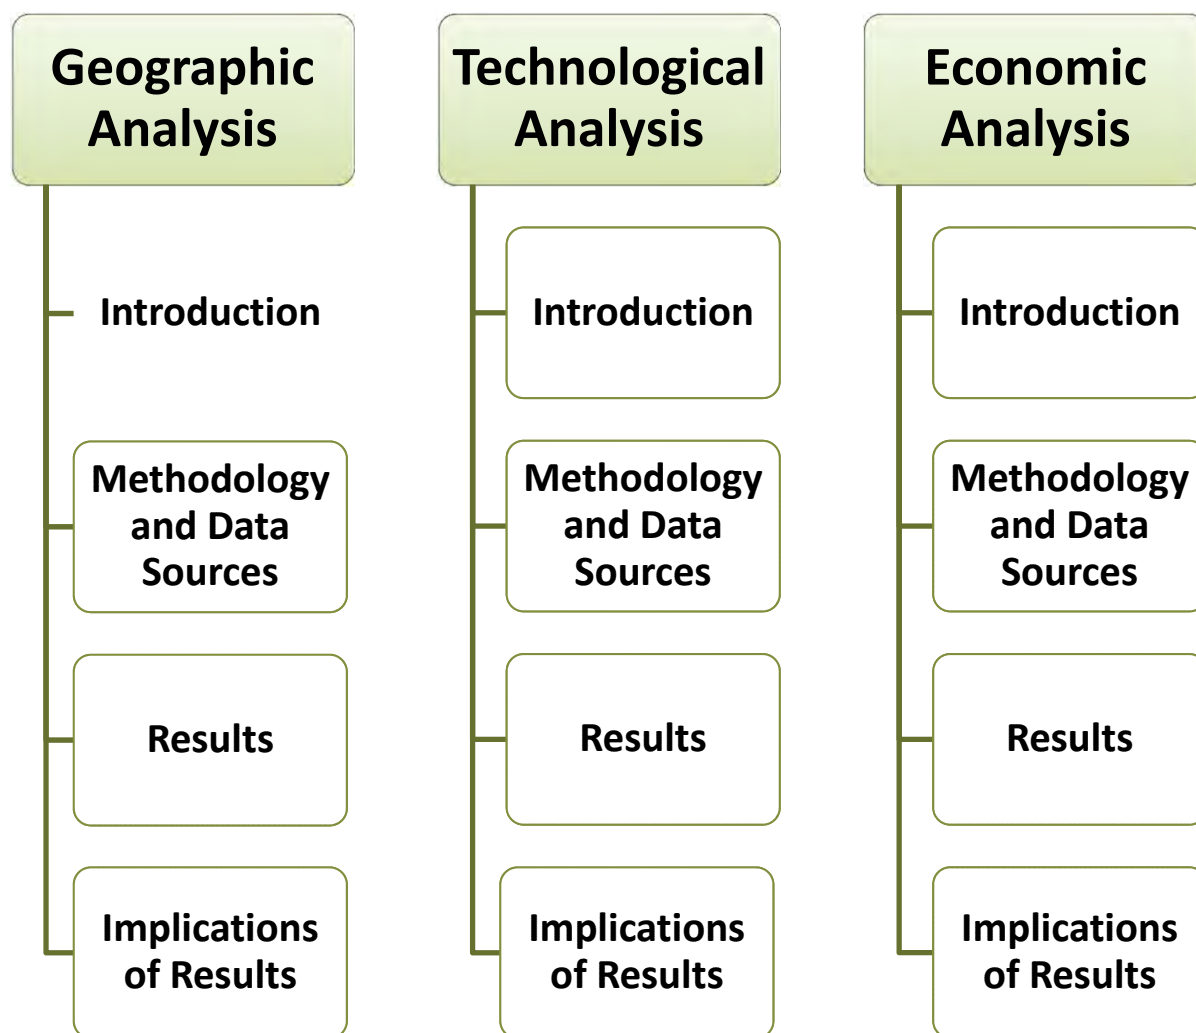 Geographic
Analysis
Introduction
Methodology
and Data
Sources
Results
Implications
of Results
Technological
Analysis
Introduction
Methodology
and Data
Sources
Results
Implications
of Results
Economic
Analysis
Introduction
Methodology
and Data
Sources
Results
Implications
of Results